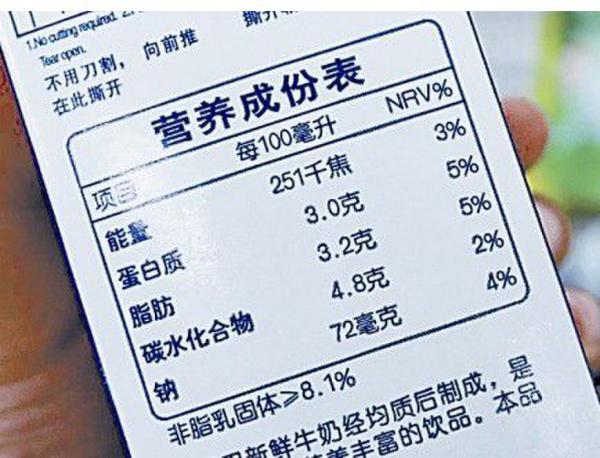 1.No cutting required.
Tear open.
不用刀割，向前推
在此撕开
撕开
营养成份表
项目 每100毫升 NRV%
能量 251千焦 3%
蛋白质 3.0克 5%
脂肪 3.2克 5%
碳水化合物 4.8克 2%
钠 72毫克 4%
非脂乳固体≥8.1%
新鲜牛奶经均质后制成，是
养丰富的饮品。本品